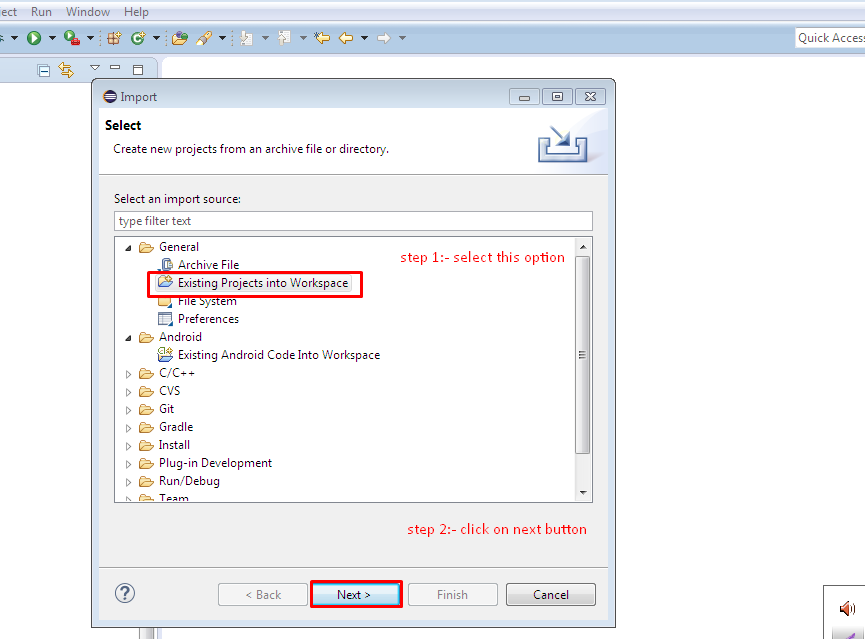 ect Run Window Help
Quick Access
Import
Select
Create new projects from an archive file or directory.
Select an import source:
type filter text
General
step 1:- select this option
Archive File
Existing Projects into Workspace
File System
Preferences
Android
Existing Android Code Into Workspace
C/C++
CVS
Git
Gradle
Install
Plug-in Development
Run/Debug
Team
step 2:- click on next button
? < Back Next > Finish Cancel